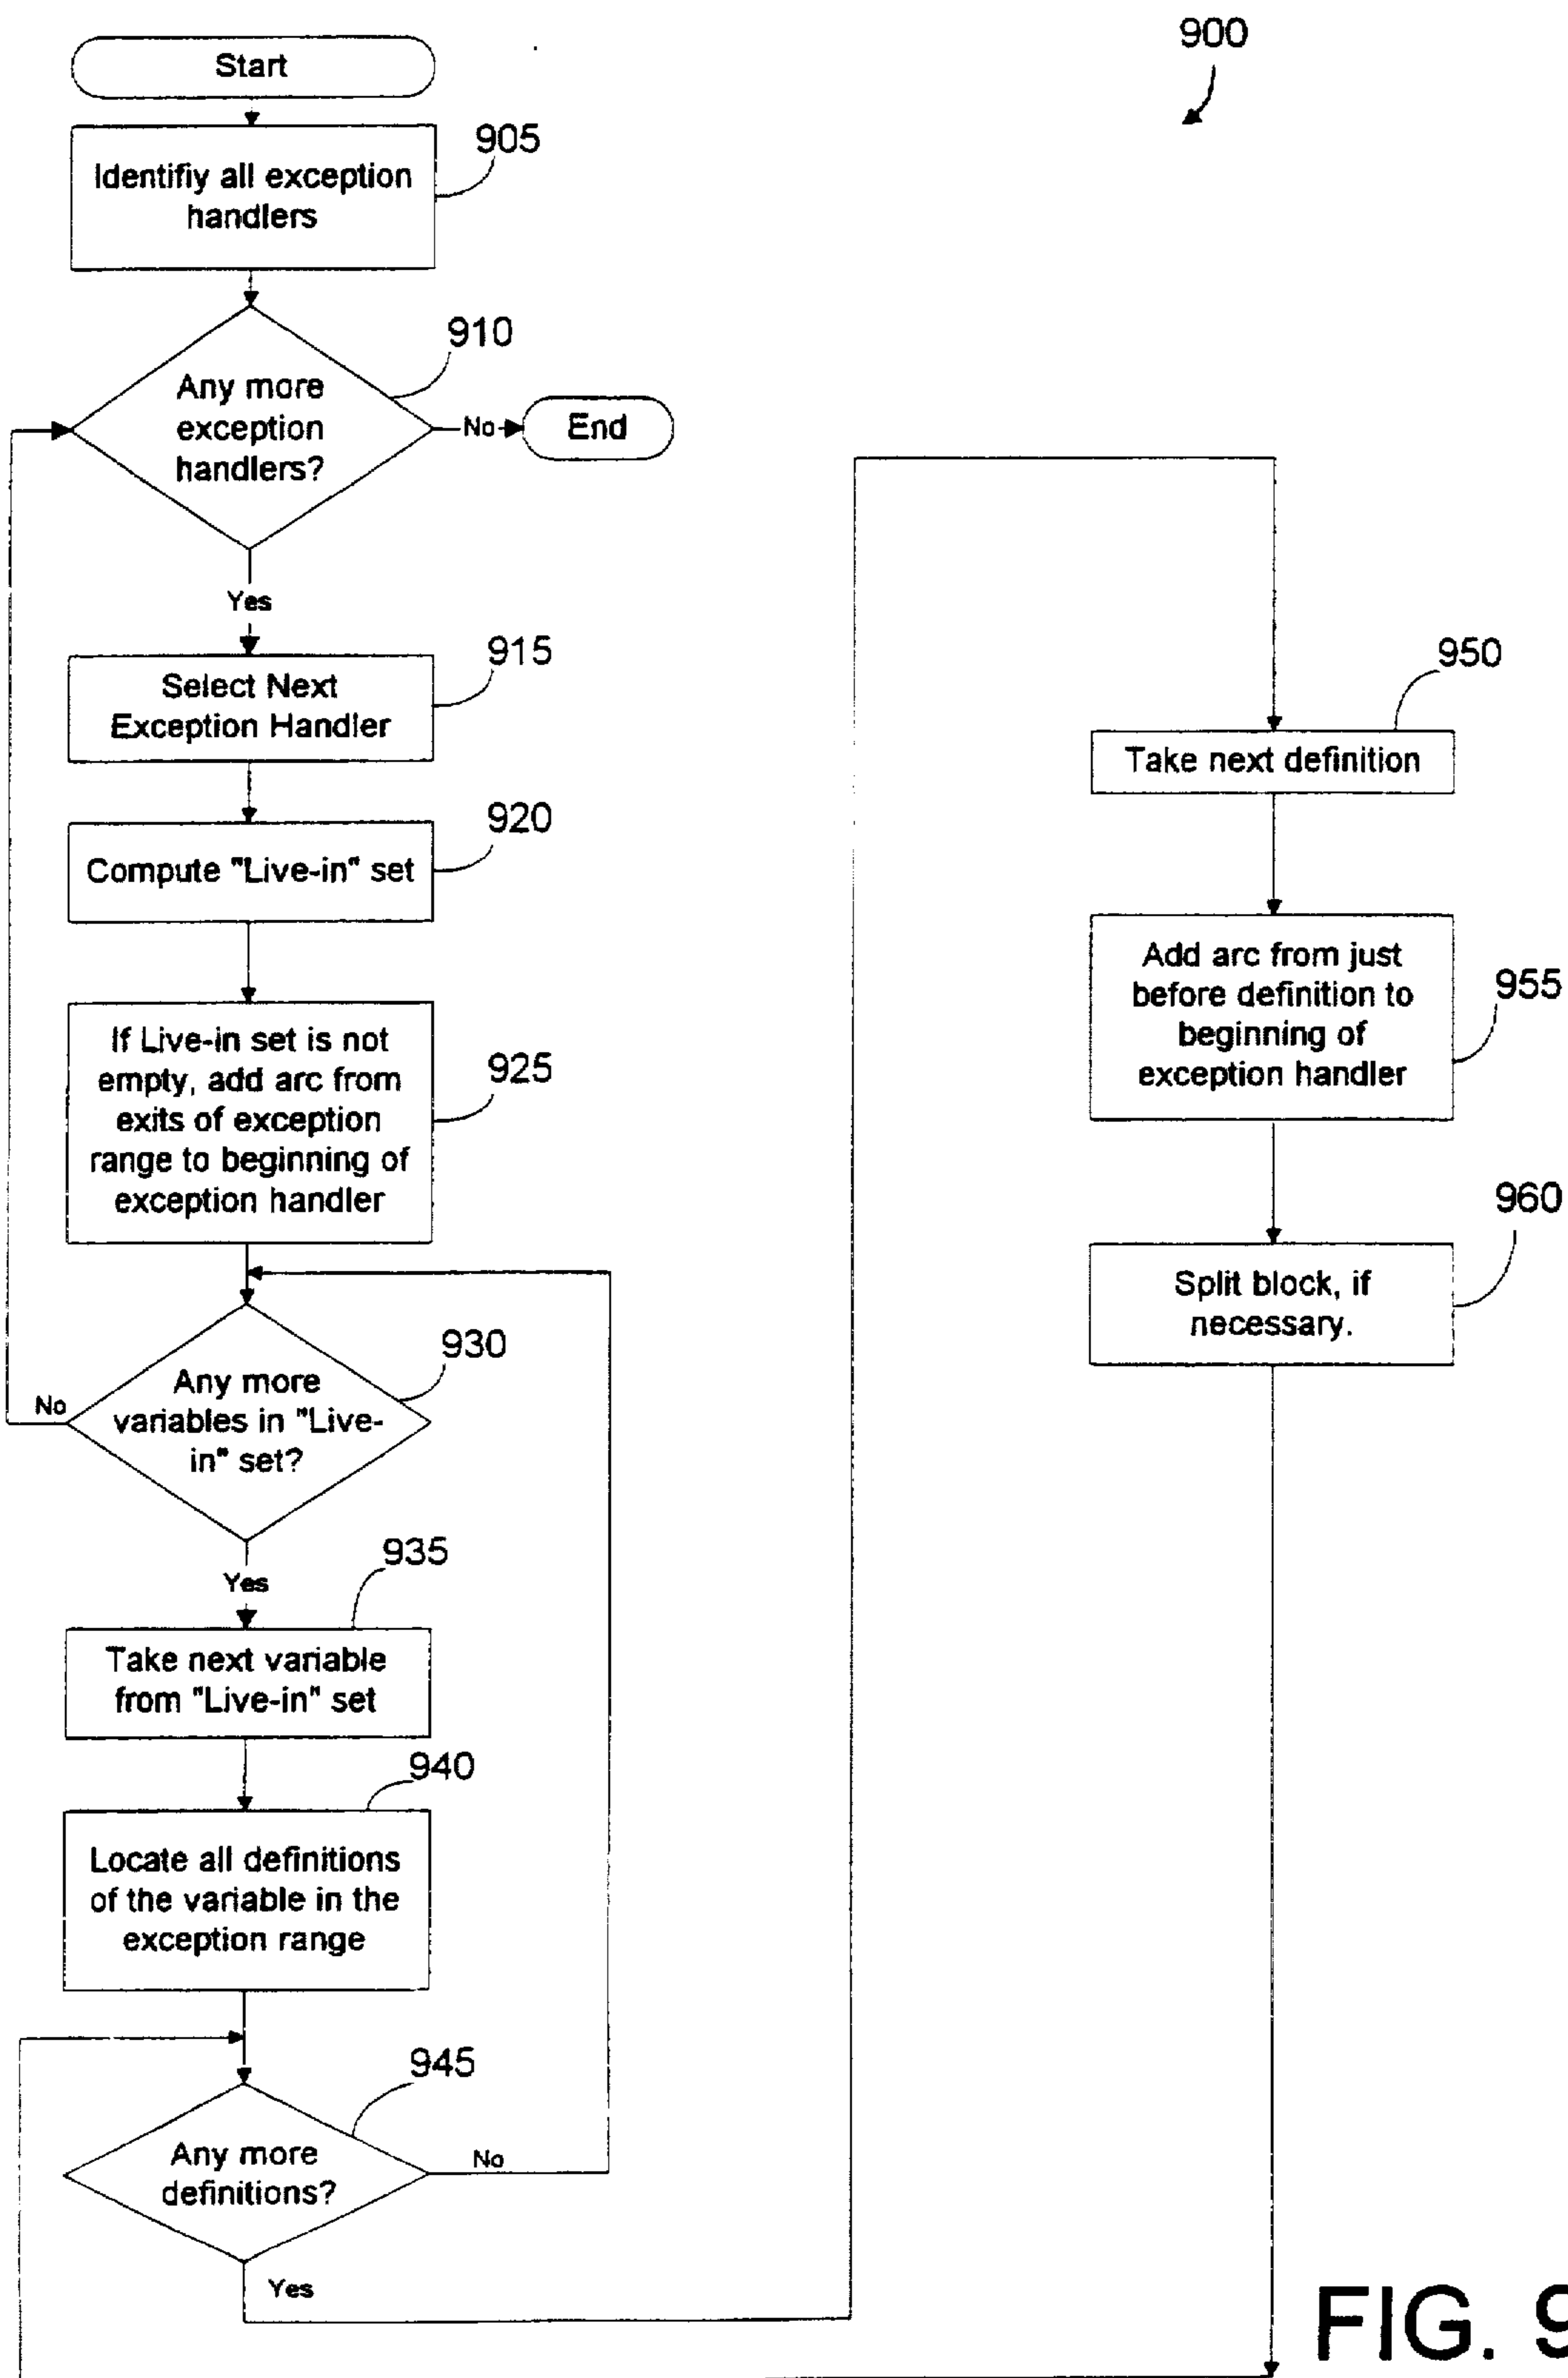 900
Start
905
Identifiy all exception
handlers
910
Any more
exception
handlers?
No
End
Yes
915
Select Next
Exception Handler
920
Compute "Live-in" set
925
If Live-in set is not
empty, add arc from
exits of exception
range to beginning of
exception handler
930
Any more
variables in "Live-
in" set?
No
Yes
935
Take next variable
from "Live-in" set
940
Locate all definitions
of the variable in the
exception range
945
Any more
definitions?
No
Yes
950
Take next definition
955
Add arc from just
before definition to
beginning of
exception handler
960
Split block, if
necessary.
FIG. 9